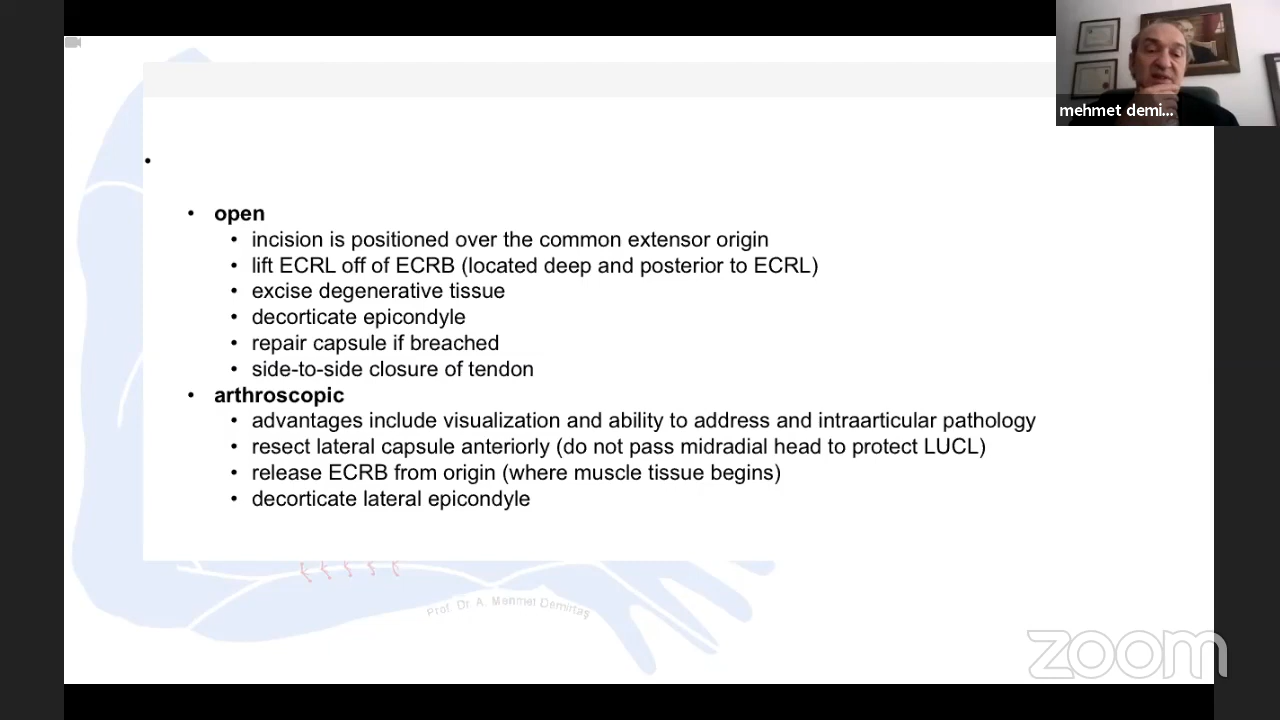 mehmet demi...
•
• open
• incision is positioned over the common extensor origin
• lift ECRL off of ECRB (located deep and posterior to ECRL)
• excise degenerative tissue
• decorticate epicondyle
• repair capsule if breached
• side-to-side closure of tendon
• arthroscopic
• advantages include visualization and ability to address and intraarticular pathology
• resect lateral capsule anteriorly (do not pass midradial head to protect LUCL)
• release ECRB from origin (where muscle tissue begins)
• decorticate lateral epicondyle
Prof. Dr. A. Mehmet Demirtaş
zoom